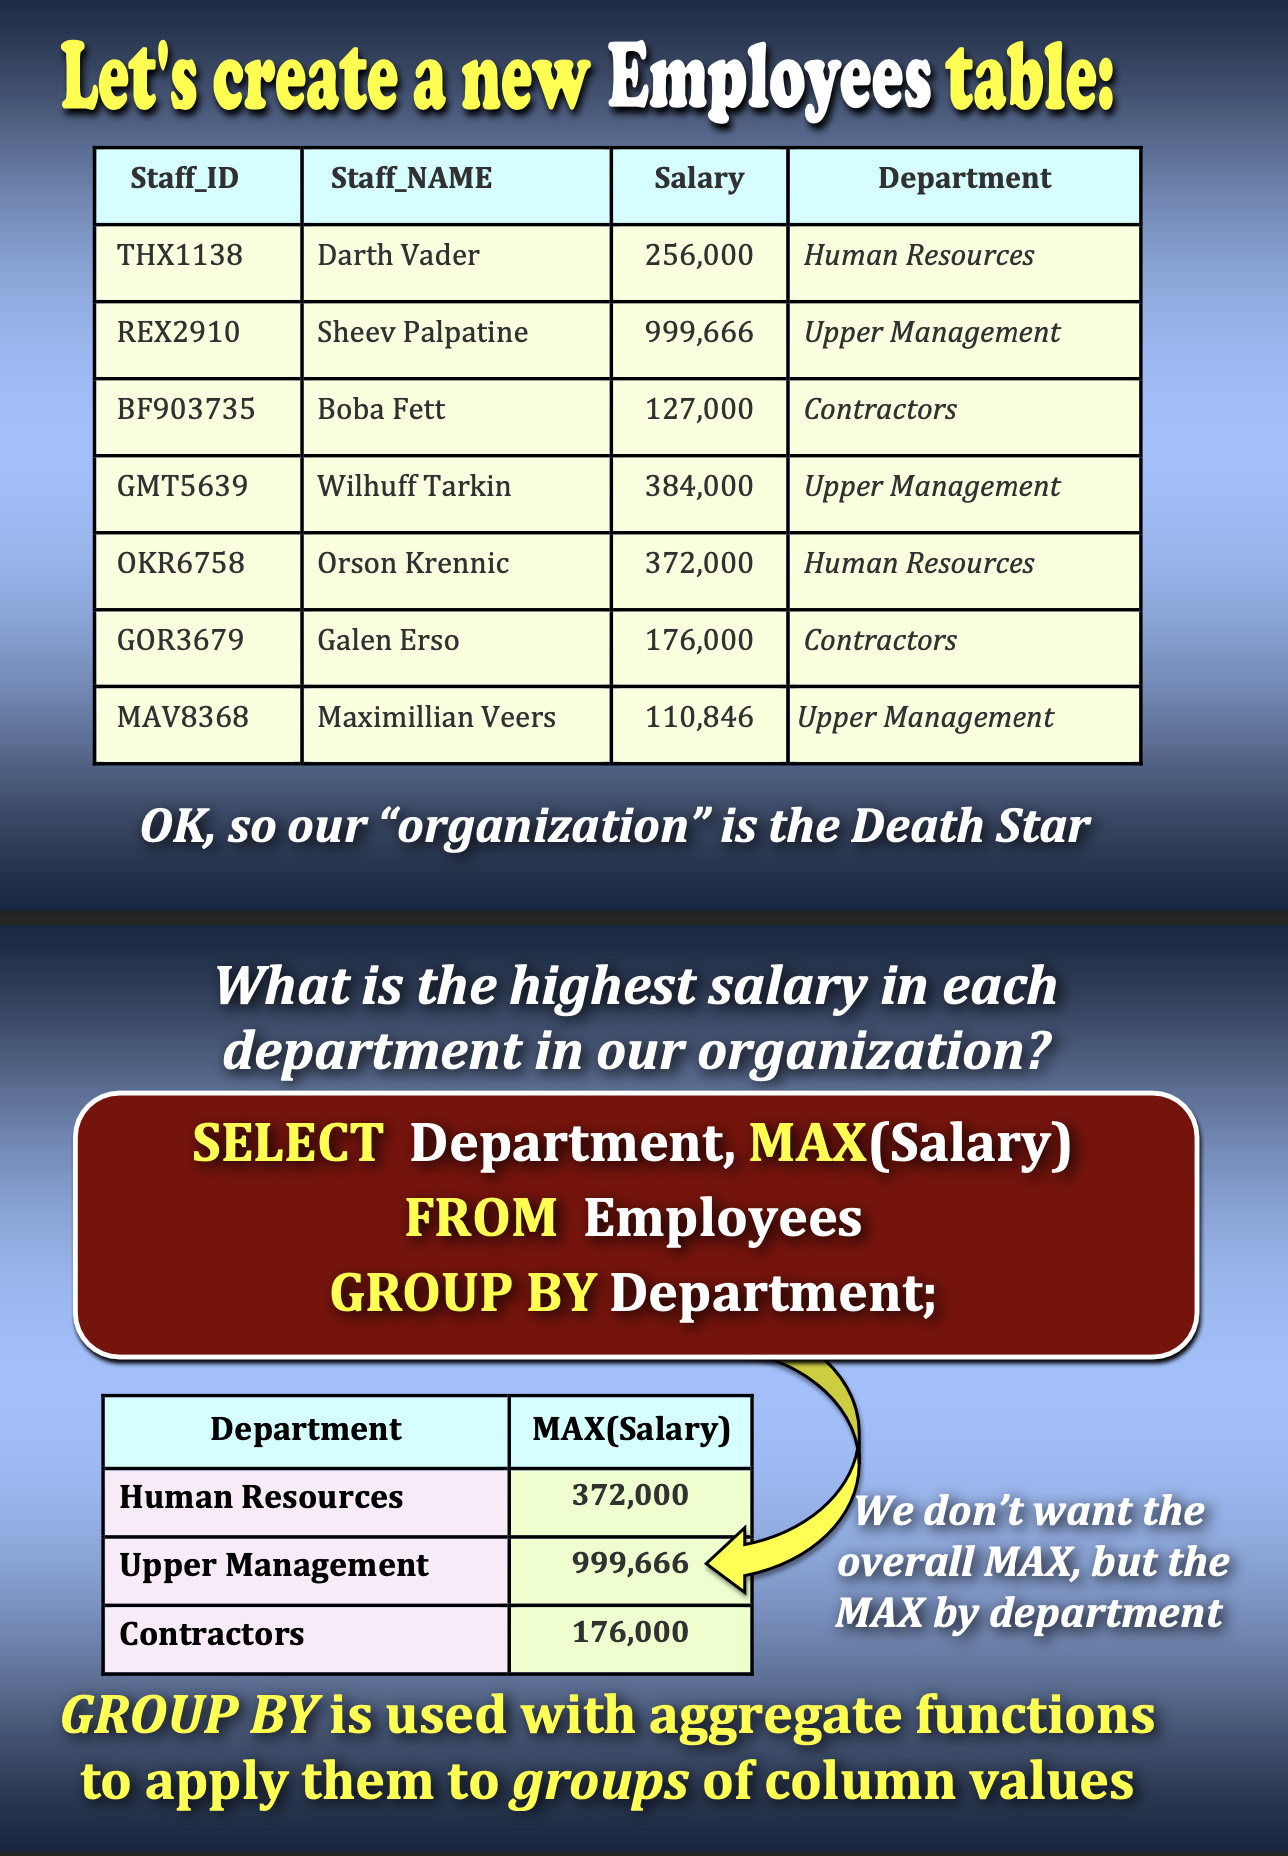 Let's create a new Employees table:
Staff_ID Staff_NAME Salary Department
THX1138 Darth Vader 256,000 Human Resources
REX2910 Sheev Palpatine 999,666 Upper Management
BF903735 Boba Fett 127,000 Contractors
GMT5639 Wilhuff Tarkin 384,000 Upper Management
OKR6758 Orson Krennic 372,000 Human Resources
GOR3679 Galen Erso 176,000 Contractors
MAV8368 Maximillian Veers 110,846 Upper Management
OK, so our “organization” is the Death Star
What is the highest salary in each
department in our organization?
SELECT Department, MAX(Salary)
FROM Employees
GROUP BY Department;
Department MAX(Salary)
Human Resources 372,000
Upper Management 999,666
Contractors 176,000
We don’t want the
overall MAX, but the
MAX by department
GROUP BY is used with aggregate functions
to apply them to groups of column values